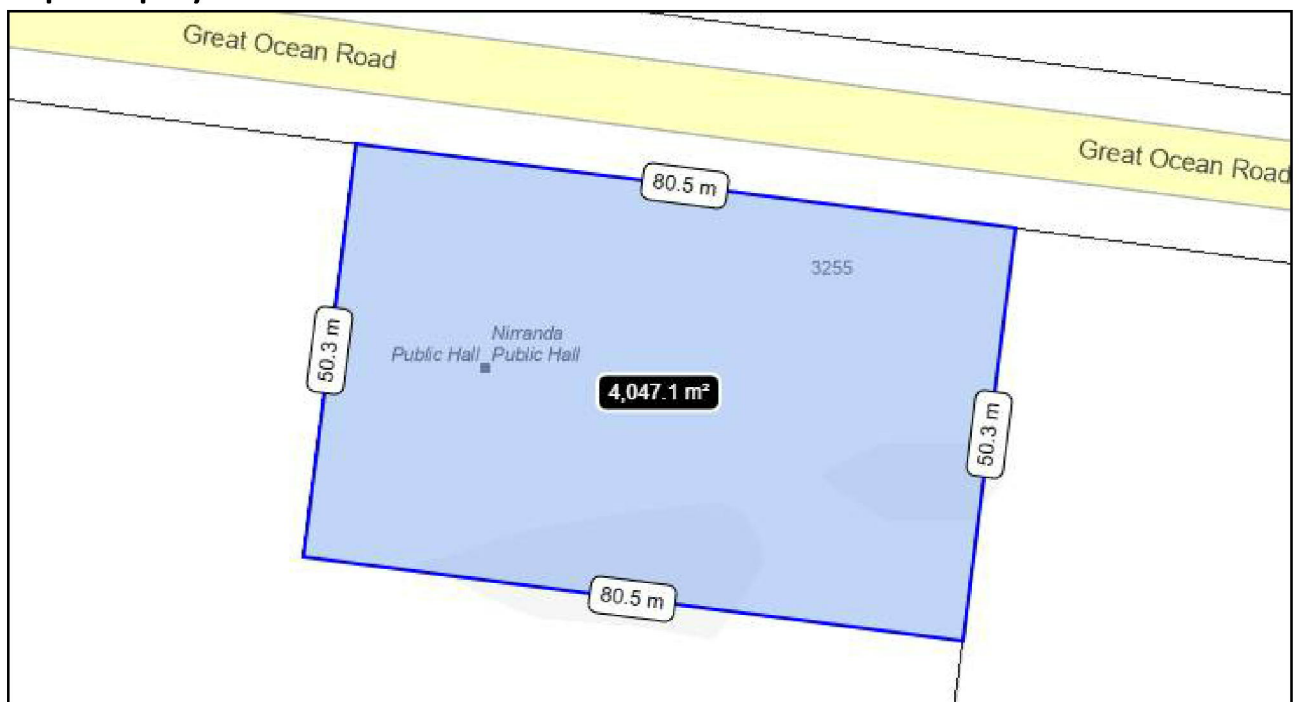 Great Ocean Road
Great Ocean Road
80.5 m
3255
50.3 m
Nirranda
Public Hall Public Hall
4,047.1 m²
50.3 m
80.5 m